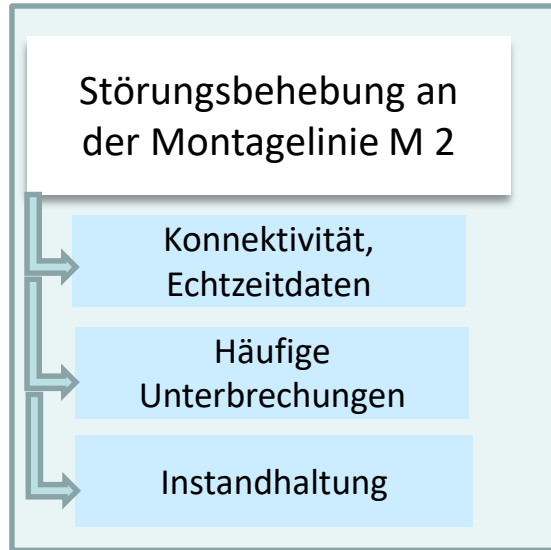 Störungsbehebung an
der Montagelinie M 2
Konnektivität,
Echtzeitdaten
Häufige
Unterbrechungen
Instandhaltung